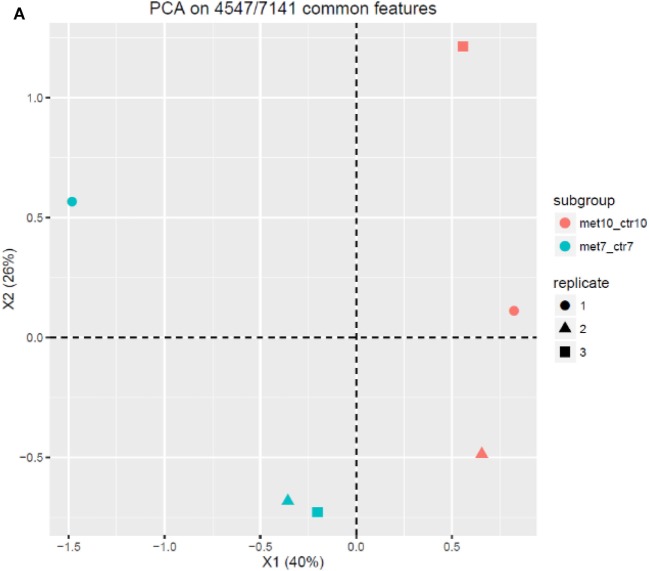 A
PCA on 4547/7141 common features
1.0
0.5
0.0
−0.5
X2 (26%)
−1.5
−1.0
−0.5
0.0
0.5
X1 (40%)
subgroup
met10_ctr10
met7_ctr7
replicate
1
2
3